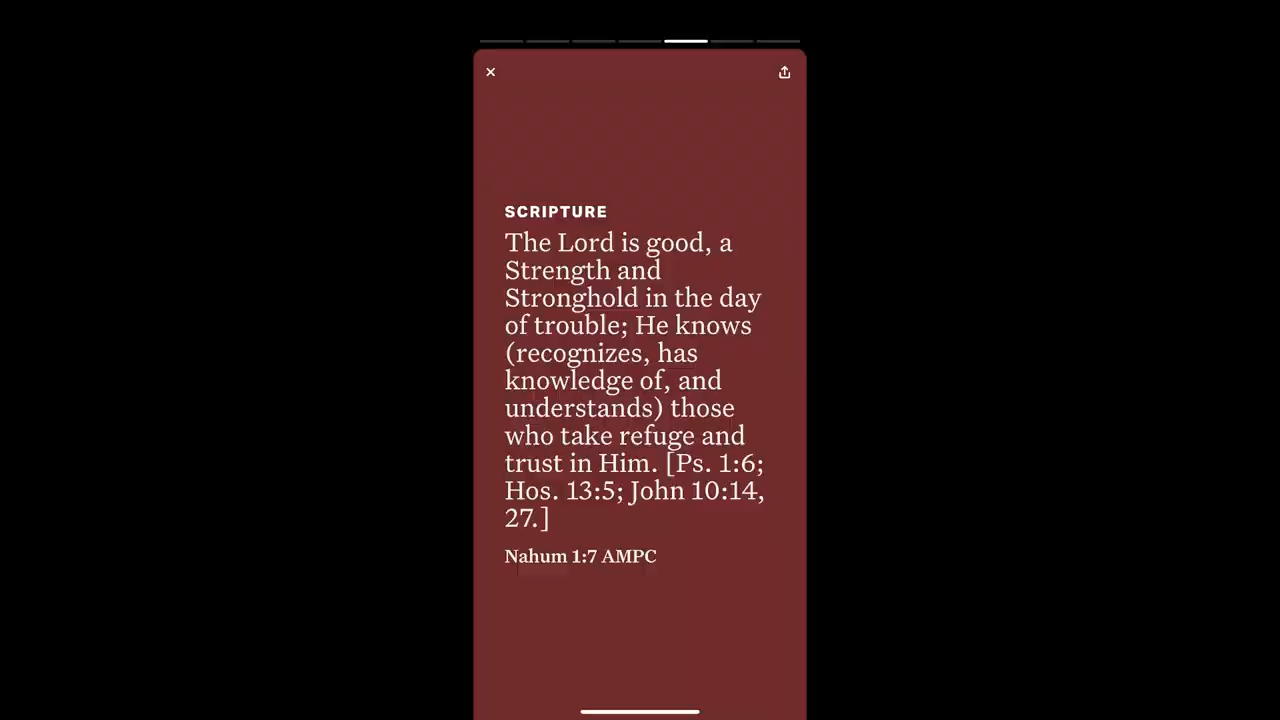 SCRIPTURE
The Lord is good, a
Strength and
Stronghold in the day
of trouble; He knows
(recognizes, has
knowledge of, and
understands) those
who take refuge and
trust in Him. [Ps. 1:6;
Hos. 13:5; John 10:14,
27.]
Nahum 1:7 AMPC